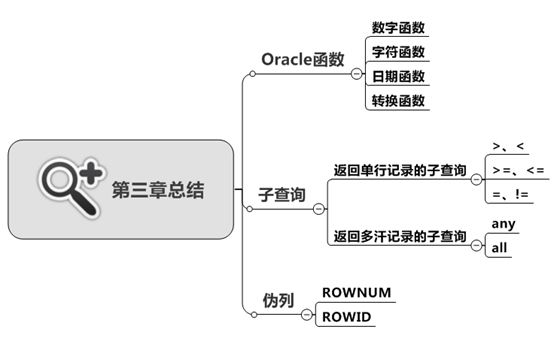 第三章总结
Oracle函数
数字函数
字符函数
日期函数
转换函数
子查询
返回单行记录的子查询
>、<
>=、<=
=、!=
返回多汗记录的子查询
any
all
伪列
ROWNUM
ROWID